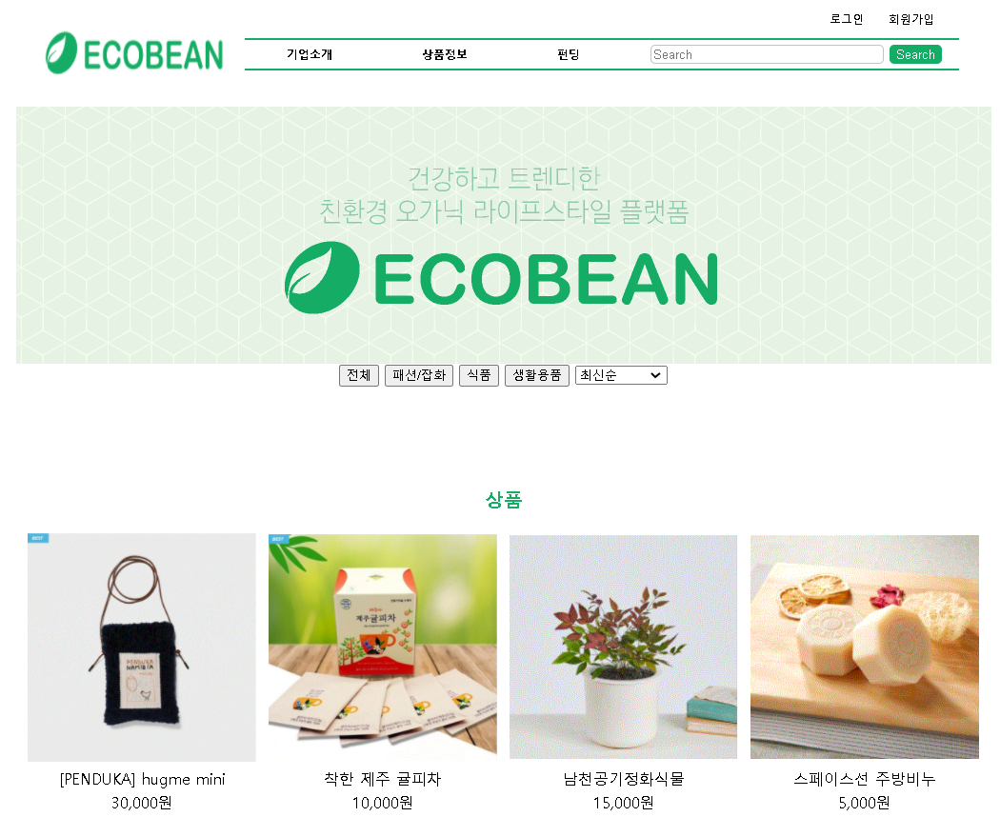 로그인 회원가입
ECOBEAN
기업소개 상품정보 펀딩 Search Search
건강하고 트렌디한
친환경 오가닉 라이프스타일 플랫폼
ECOBEAN
전체 패션/잡화 식품 생활용품 최신순
상품
BEST
BEST
PENDUKA
NAMIBIA
제주귤피차
[PENDUKA] hugme mini 착한 제주 귤피차 남천공기정화식물 스페이스선 주방비누
30,000원 10,000원 15,000원 5,000원